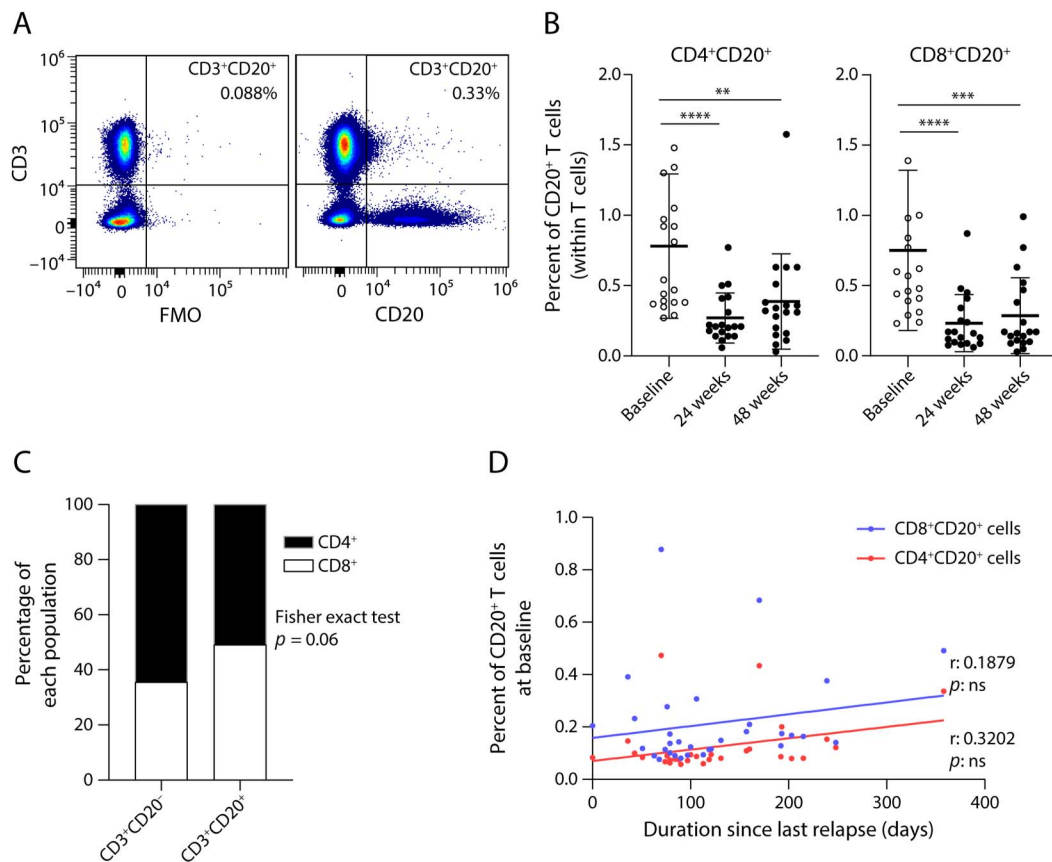 A
CD3
10⁶
10⁵
10⁴
0
−10⁴
CD3⁺CD20⁺
0.088%
−10⁴ 0 10⁴ 10⁵ 10⁶
FMO
CD3⁺CD20⁺
0.33%
0 10⁴ 10⁵ 10⁶
CD20
B
Percent of CD20⁺ T cells
(within T cells)
CD4⁺CD20⁺
2.0
1.5
1.0
0.5
0.0
**
****
Baseline
24 weeks
48 weeks
CD8⁺CD20⁺
2.0
1.5
1.0
0.5
0.0
***
****
Baseline
24 weeks
48 weeks
C
Percentage of
each population
100
80
60
40
20
0
CD3⁺CD20⁻
CD3⁺CD20⁺
CD4⁺
CD8⁺
Fisher exact test
p = 0.06
D
Percent of CD20⁺ T cells
at baseline
1.0
0.8
0.6
0.4
0.2
0.0
0 100 200 300 400
Duration since last relapse (days)
CD8⁺CD20⁺ cells
CD4⁺CD20⁺ cells
r: 0.1879
p: ns
r: 0.3202
p: ns